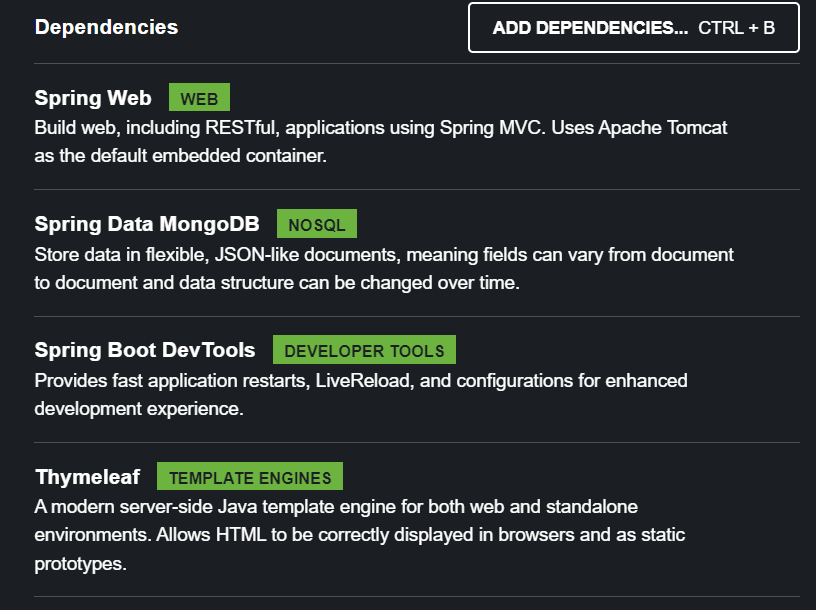 Dependencies
ADD DEPENDENCIES... CTRL + B
Spring Web WEB
Build web, including RESTful, applications using Spring MVC. Uses Apache Tomcat
as the default embedded container.
Spring Data MongoDB NOSQL
Store data in flexible, JSON-like documents, meaning fields can vary from document
to document and data structure can be changed over time.
Spring Boot DevTools DEVELOPER TOOLS
Provides fast application restarts, LiveReload, and configurations for enhanced
development experience.
Thymeleaf TEMPLATE ENGINES
A modern server-side Java template engine for both web and standalone
environments. Allows HTML to be correctly displayed in browsers and as static
prototypes.